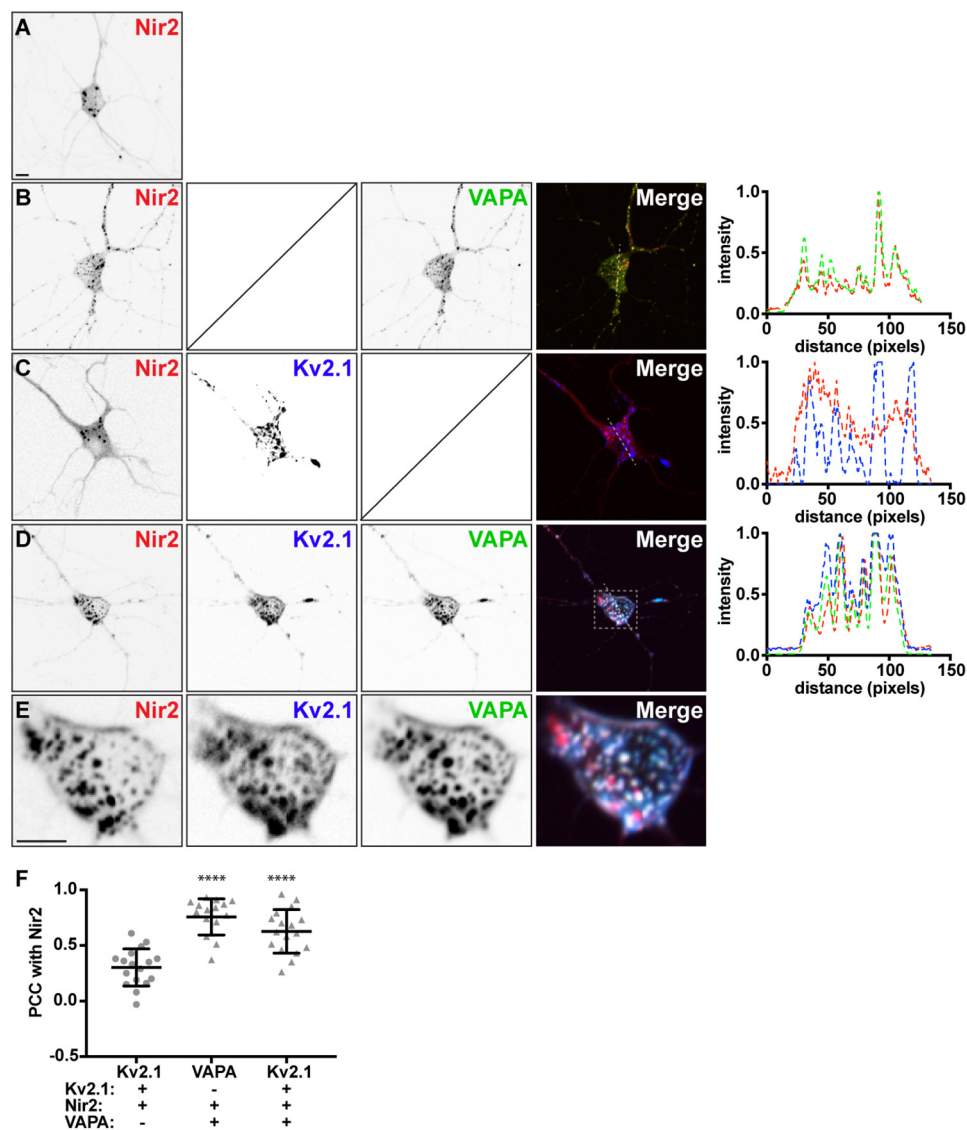 A Nir2
B Nir2 VAPA Merge
1.0
0.5
0.0
0 50 100 150
intensity
distance (pixels)
C Nir2 Kv2.1 Merge
1.0
0.5
0.0
0 50 100 150
intensity
distance (pixels)
D Nir2 Kv2.1 VAPA Merge
1.0
0.5
0.0
0 50 100 150
intensity
distance (pixels)
E Nir2 Kv2.1 VAPA Merge
F
**** ****
1.0
0.5
0.0
-0.5
PCC with Nir2
Kv2.1 VAPA Kv2.1
Kv2.1: + - +
Nir2: + + +
VAPA: - + +